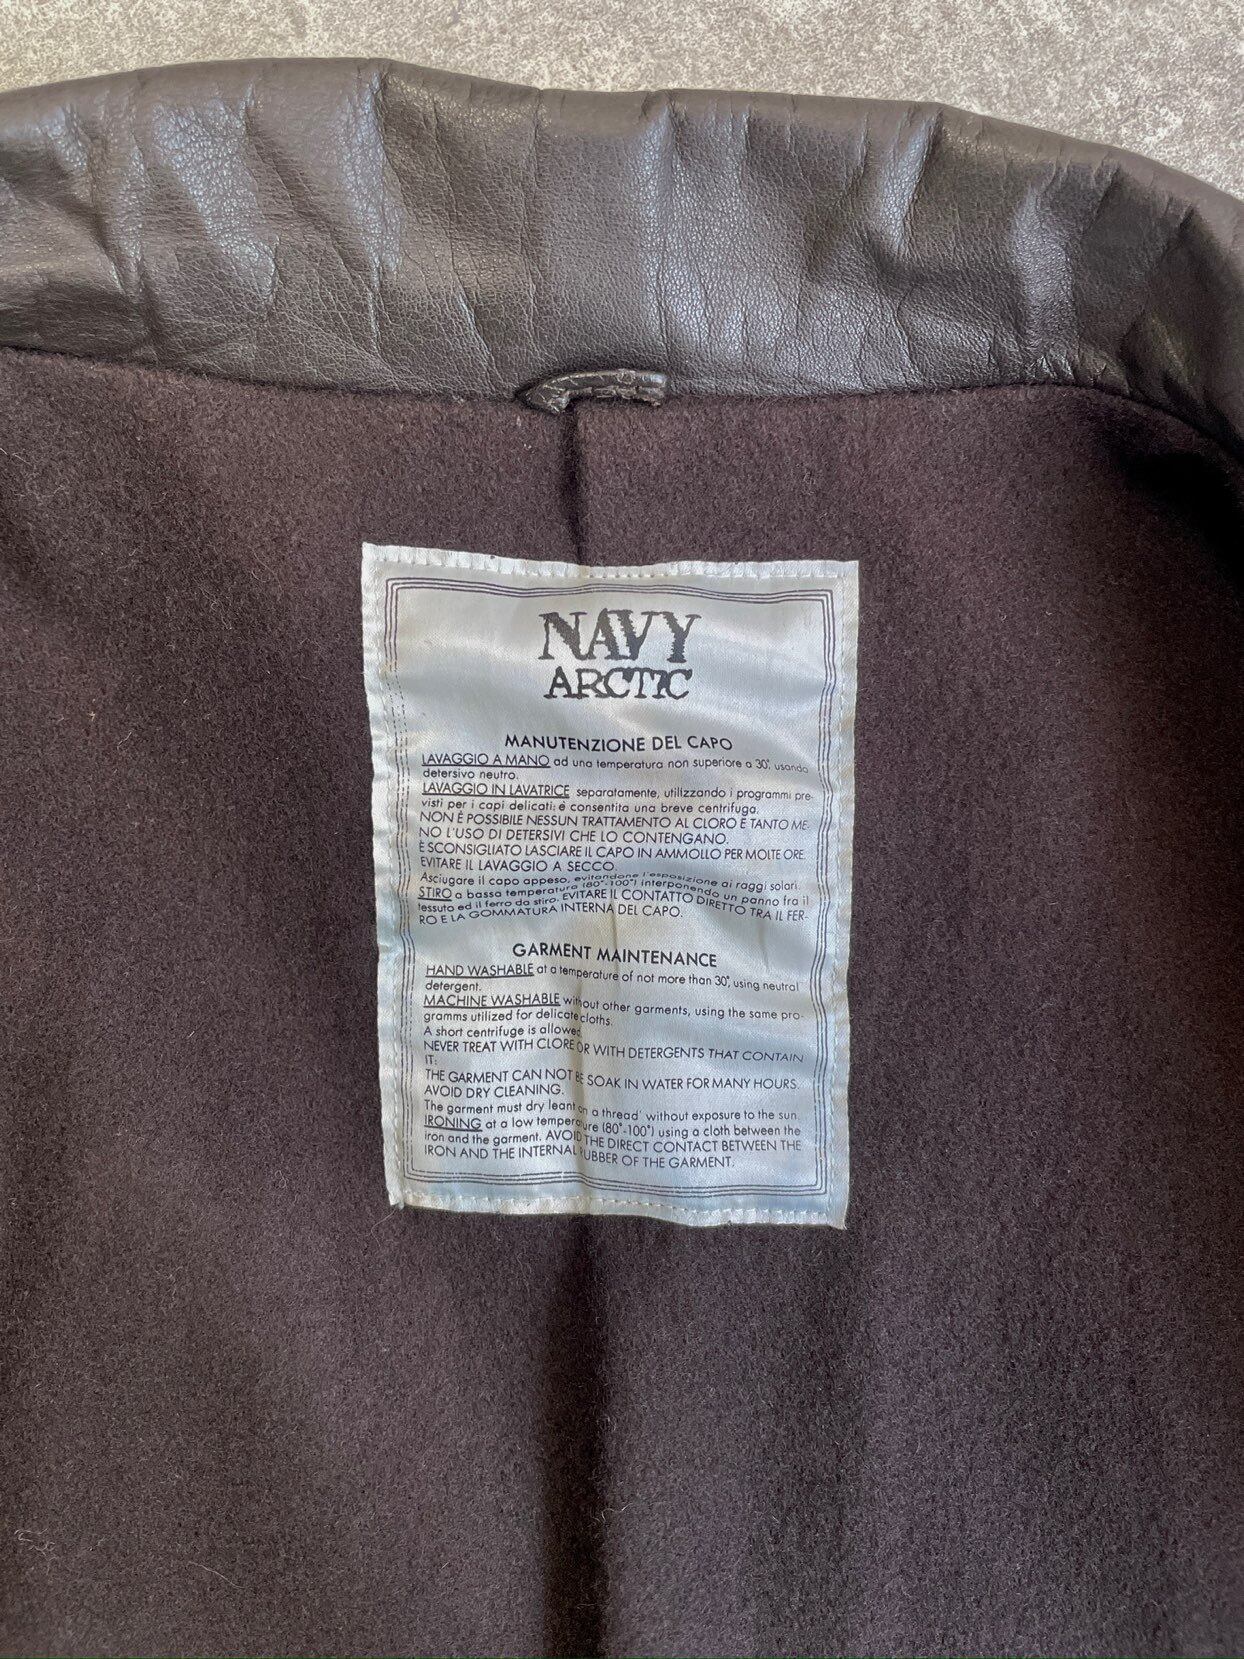 NAVY
ARCTIC
MANUTENZIONE DEL CAPO
LAVAGGIO A MANO ad una temperatura non superiore a 30°, usando
detersivo neutro.
LAVAGGIO IN LAVATRICE separatamente, utilizzando i programmi pre-
visti per i capi delicati: è consentita una breve centrifuga.
NON È POSSIBILE NESSUN TRATTAMENTO AL CLORO E TANTO ME-
NO L'USO DI DETERSIVI CHE LO CONTENGANO.
È SCONSIGLIATO LASCIARE IL CAPO IN AMMOLLO PER MOLTE ORE.
EVITARE IL LAVAGGIO A SECCO.
Asciugare il capo appeso, evitandone l'esposizione ai raggi solari.
STIRO a bassa temperatura (80°-100°) interponendo un panno fra il
tessuto ed il ferro da stiro. EVITARE IL CONTATTO DIRETTO TRA IL FER-
RO E LA GOMMATURA INTERNA DEL CAPO.
GARMENT MAINTENANCE
HAND WASHABLE at a temperature of not more than 30°, using neutral
detergent.
MACHINE WASHABLE without other garments, using the same pro-
gramms utilized for delicate cloths.
A short centrifuge is allowed
NEVER TREAT WITH CLORE OR WITH DETERGENTS THAT CONTAIN
IT:
THE GARMENT CAN NOT BE SOAK IN WATER FOR MANY HOURS.
AVOID DRY CLEANING.
The garment must dry leant on a thread' without exposure to the sun.
IRONING at a low temperature (80°-100°) using a cloth between the
iron and the garment. AVOID THE DIRECT CONTACT BETWEEN THE
IRON AND THE INTERNAL RUBBER OF THE GARMENT.